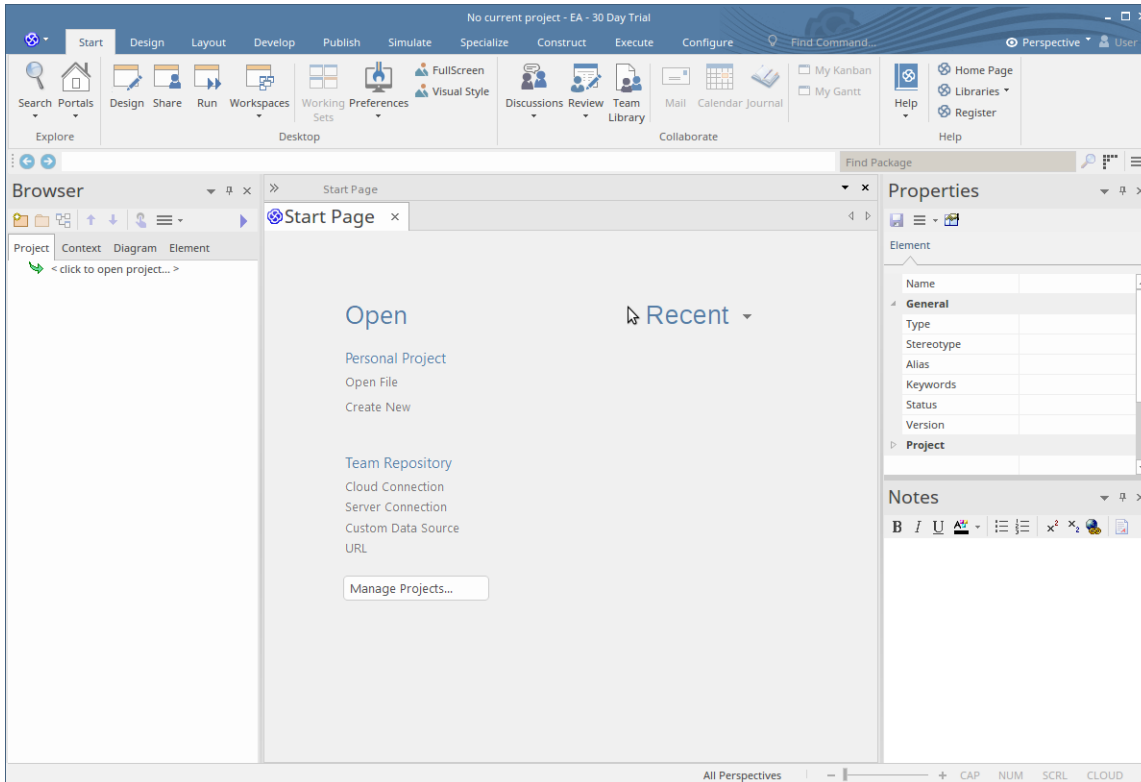 No current project - EA - 30 Day Trial
Start Design Layout Develop Publish Simulate Specialize Construct Execute Configure Find Command... Perspective User
Search Portals Design Share Run Workspaces Working Sets Preferences FullScreen Visual Style Discussions Review Team Library Mail Calendar Journal My Kanban My Gantt Help Home Page Libraries Register
Explore Desktop Collaborate Help
Find Package
Browser
Project Context Diagram Element
< click to open project... >
Start Page
Start Page
Open
Personal Project
Open File
Create New
Team Repository
Cloud Connection
Server Connection
Custom Data Source
URL
Manage Projects...
Recent
Properties
Element
Name
General
Type
Stereotype
Alias
Keywords
Status
Version
Project
Notes
B I U x² x₂
All Perspectives CAP NUM SCRL CLOUD